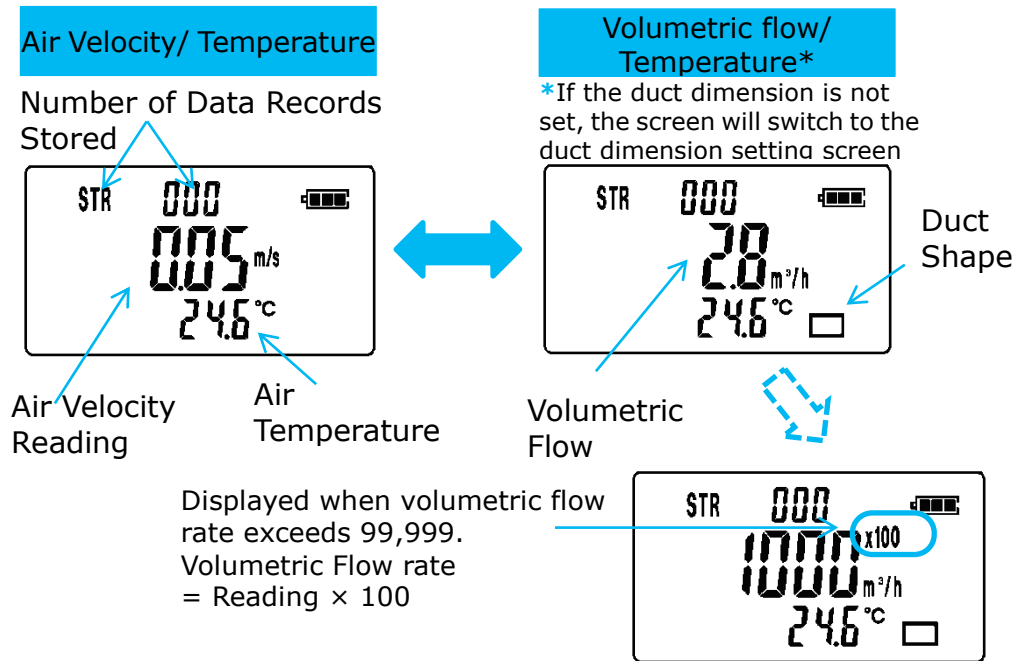 Air Velocity/ Temperature
Number of Data Records
Stored
STR 000
0.05 m/s
24.6 °C
Air Velocity
Reading
Air
Temperature
Volumetric flow/
Temperature*
*If the duct dimension is not
set, the screen will switch to the
duct dimension setting screen
STR 000
2.8 m³/h
24.6 °C
Duct
Shape
Volumetric
Flow
Displayed when volumetric flow
rate exceeds 99,999.
Volumetric Flow rate
= Reading × 100
STR 000
x100
1000 m³/h
24.6 °C